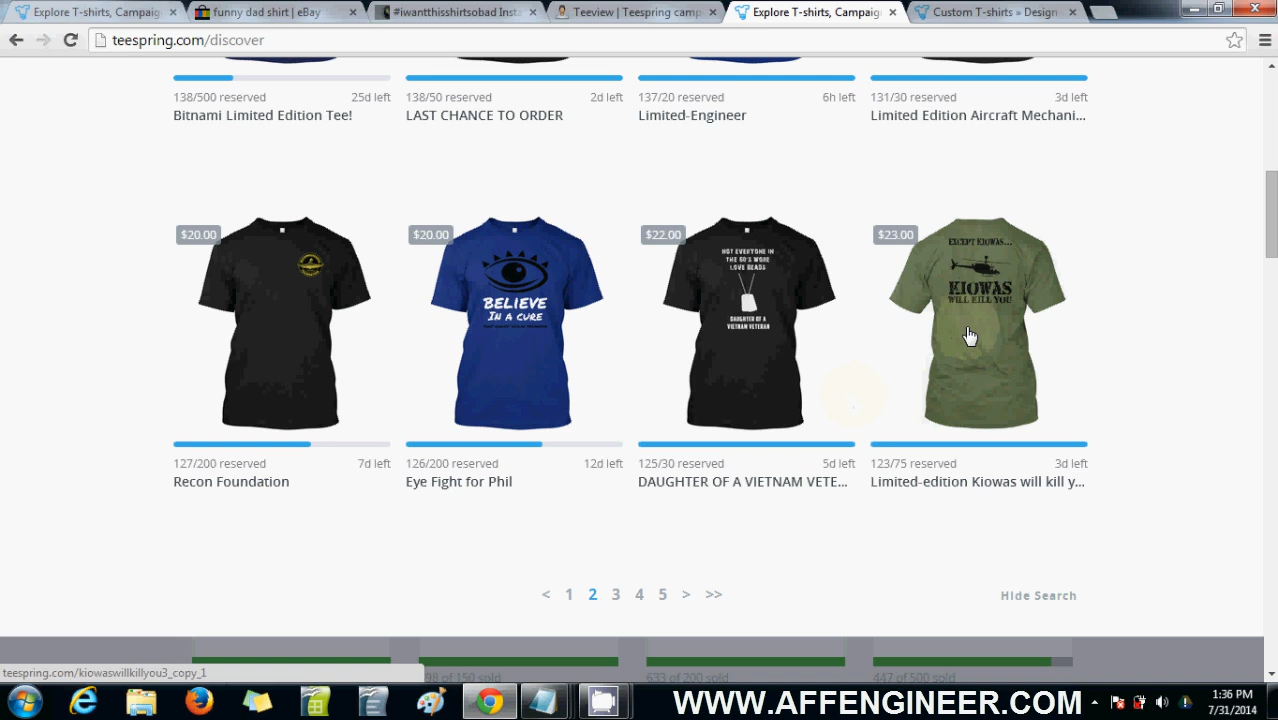 Explore T-shirts, Campaig
funny dad shirt | eBay
#iwantthisshirtsobad Inst
Teeview | Teespring camp
Explore T-shirts, Campaig
Custom T-shirts » Design
teespring.com/discover
138/500 reserved 25d left
Bitnami Limited Edition Tee!
138/50 reserved 2d left
LAST CHANCE TO ORDER
137/20 reserved 6h left
Limited-Engineer
131/30 reserved 3d left
Limited Edition Aircraft Mechani...
$20.00
$20.00
BELIEVE
IN A CURE
$22.00
NOT EVERYONE IN
THE 60'S WORE
LOVE BEADS
DAUGHTER OF A
VIETNAM VETERAN
$23.00
EXCEPT KIOWAS...
KIOWAS
WILL KILL YOU
127/200 reserved 7d left
Recon Foundation
126/200 reserved 12d left
Eye Fight for Phil
125/30 reserved 5d left
DAUGHTER OF A VIETNAM VETE...
123/75 reserved 3d left
Limited-edition Kiowas will kill y...
< 1 2 3 4 5 > >>
Hide Search
teespring.com/kiowaswillkillyou3_copy_1
98 of 150 sold
633 of 200 sold
447 of 500 sold
WWW.AFFENGINEER.COM
1:36 PM
7/31/2014